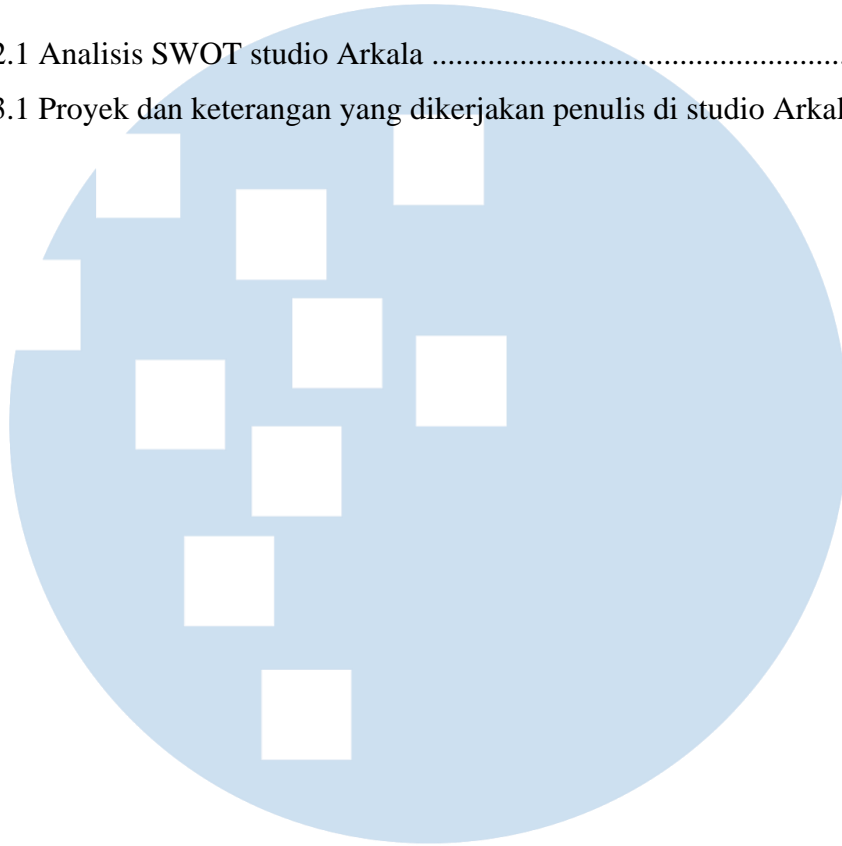 2.1 Analisis SWOT studio Arkala ....................................................
3.1 Proyek dan keterangan yang dikerjakan penulis di studio Arkal